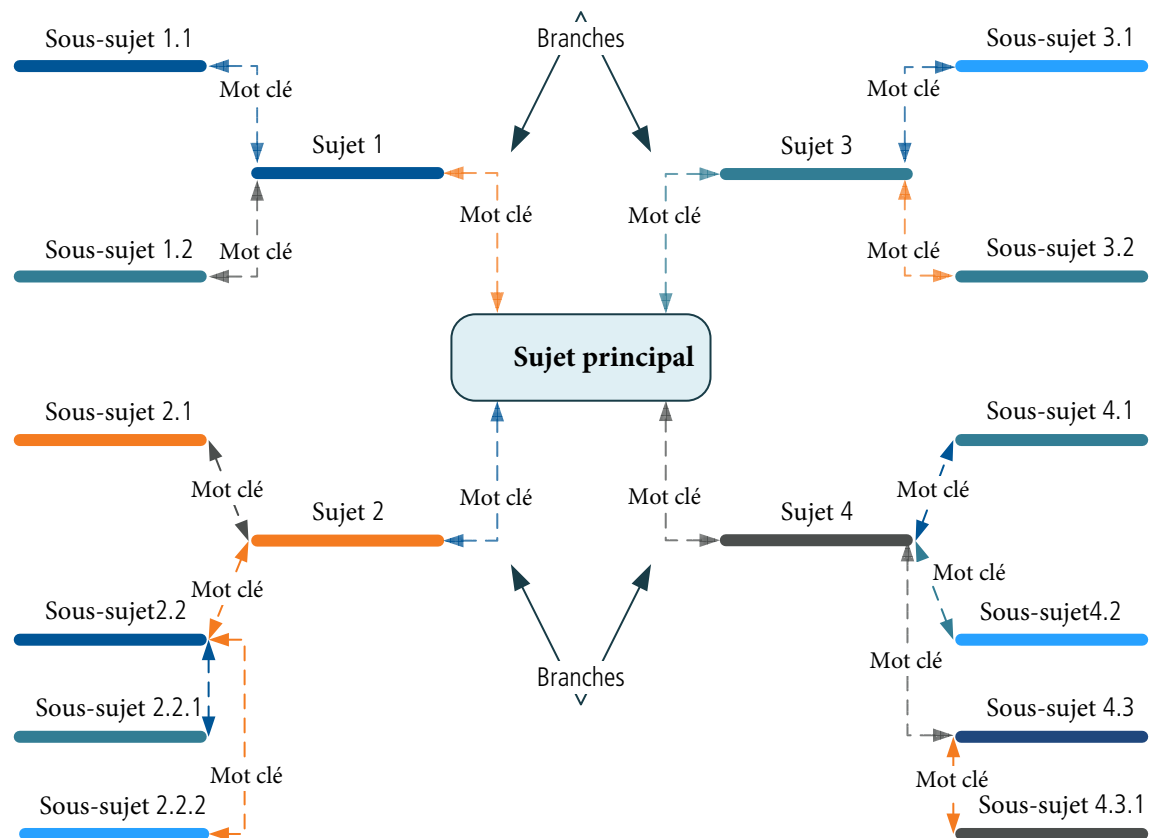 Sous-sujet 1.1
Branches
Sous-sujet 3.1
Mot clé
Mot clé
Sujet 1
Sujet 3
Mot clé
Mot clé
Sous-sujet 1.2
Mot clé
Mot clé
Sous-sujet 3.2
Sujet principal
Sous-sujet 2.1
Sous-sujet 4.1
Mot clé
Mot clé
Mot clé
Mot clé
Sujet 2
Sujet 4
Mot clé
Mot clé
Sous-sujet2.2
Sous-sujet4.2
Mot clé
Branches
Sous-sujet 2.2.1
Sous-sujet 4.3
Mot clé
Mot clé
Sous-sujet 2.2.2
Sous-sujet 4.3.1